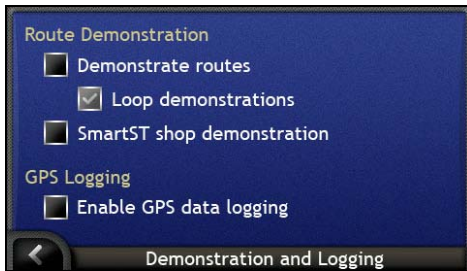 Route Demonstration
Demonstrate routes
Loop demonstrations
SmartST shop demonstration
GPS Logging
Enable GPS data logging
Demonstration and Logging